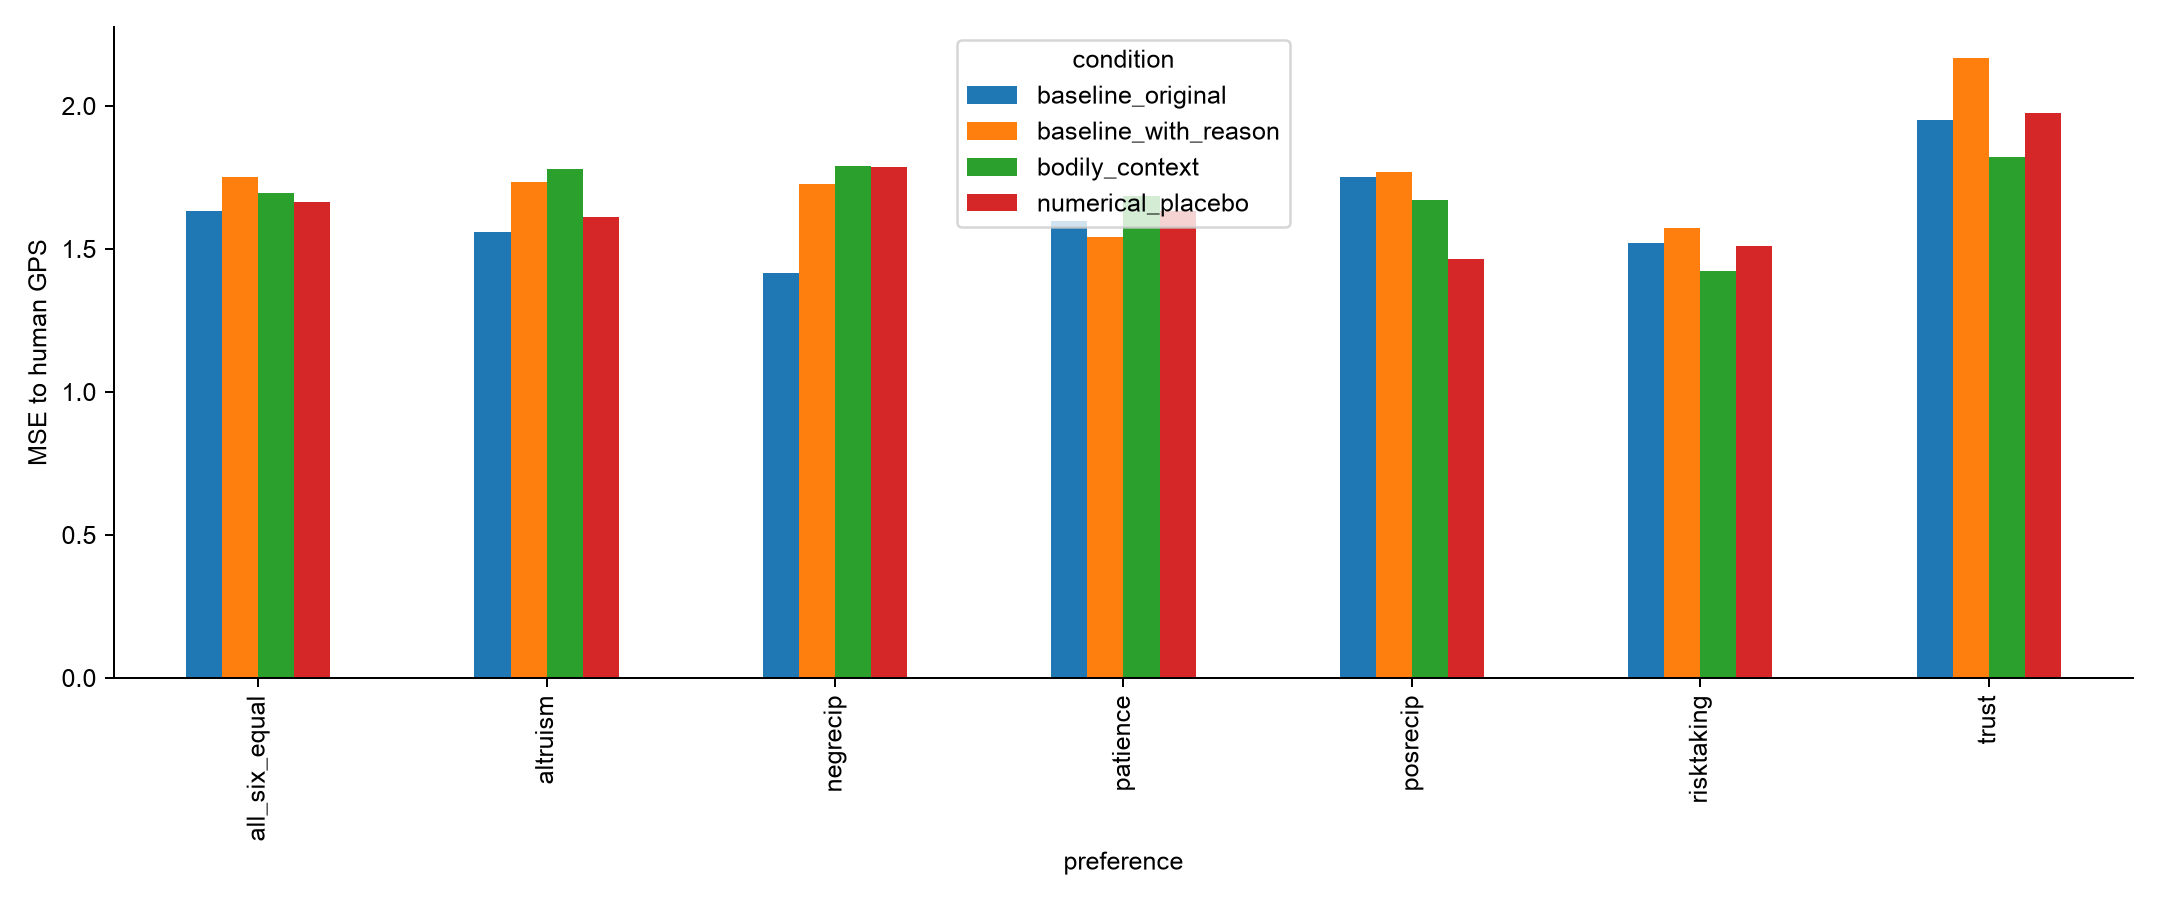 condition
baseline_original
baseline_with_reason
bodily_context
numerical_placebo
MSE to human GPS
2.0
1.5
1.0
0.5
0.0
all_six_equal
altruism
negrecip
patience
posrecip
risktaking
trust
preference